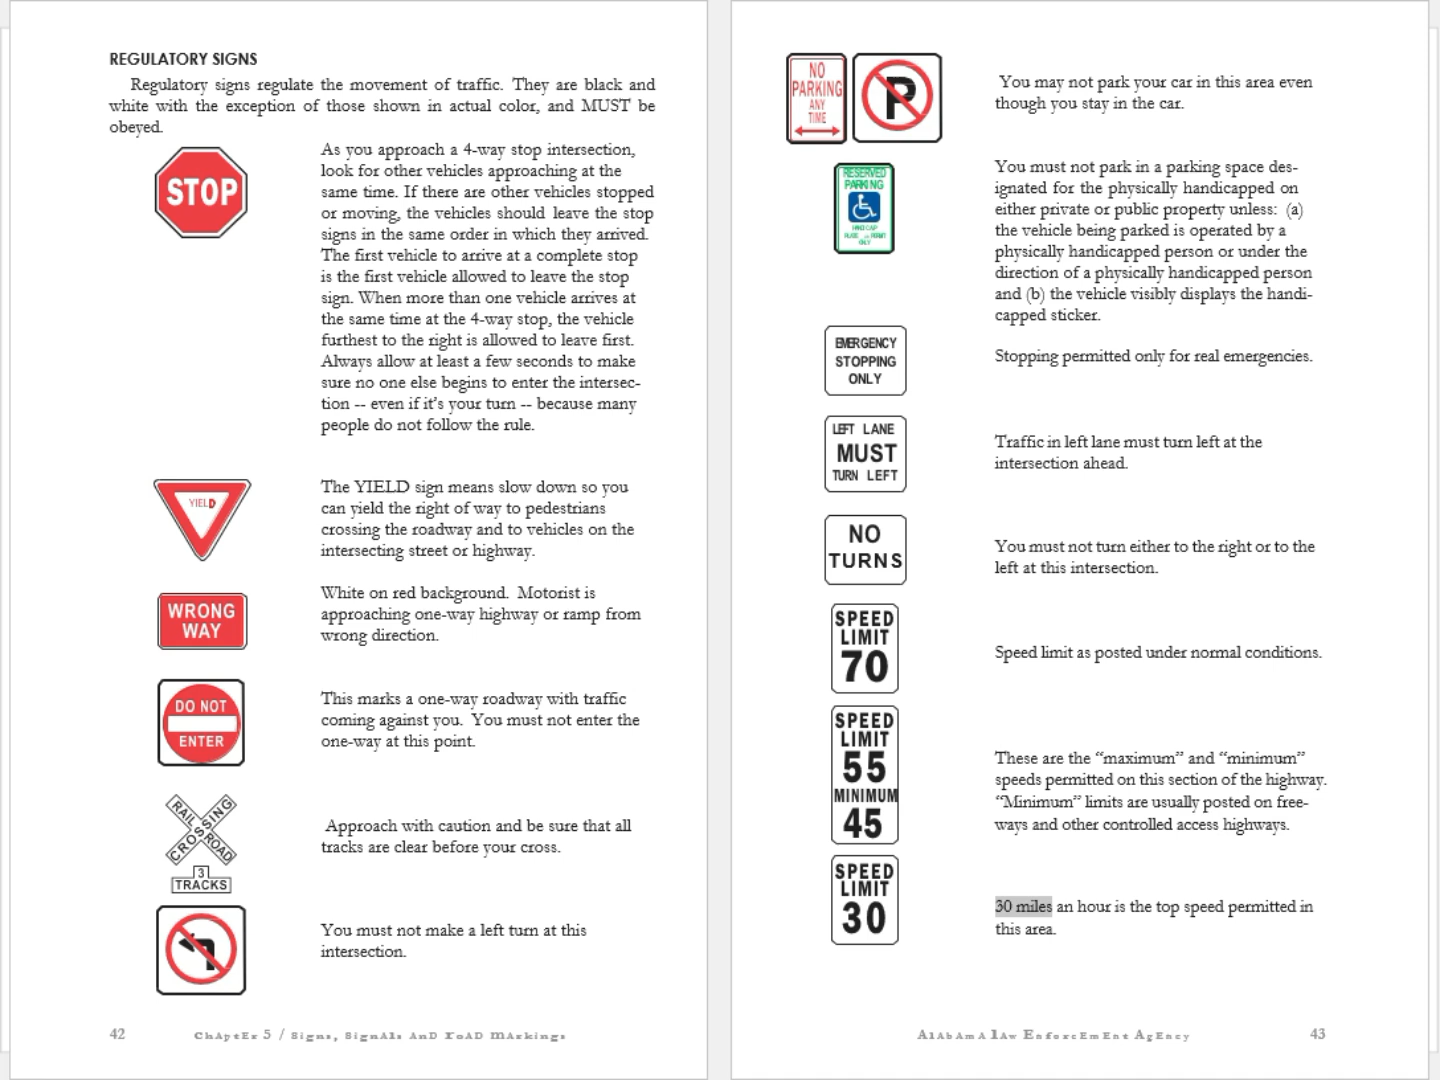 REGULATORY SIGNS
Regulatory signs regulate the movement of traffic. They are black and
white with the exception of those shown in actual color, and MUST be
obeyed.
STOP
As you approach a 4-way stop intersection,
look for other vehicles approaching at the
same time. If there are other vehicles stopped
or moving, the vehicles should leave the stop
signs in the same order in which they arrived.
The first vehicle to arrive at a complete stop
is the first vehicle allowed to leave the stop
sign. When more than one vehicle arrives at
the same time at the 4-way stop, the vehicle
furthest to the right is allowed to leave first.
Always allow at least a few seconds to make
sure no one else begins to enter the intersec-
tion -- even if it's your turn -- because many
people do not follow the rule.
YIELD
The YIELD sign means slow down so you
can yield the right of way to pedestrians
crossing the roadway and to vehicles on the
intersecting street or highway.
WRONG
WAY
White on red background. Motorist is
approaching one-way highway or ramp from
wrong direction.
DO NOT
ENTER
This marks a one-way roadway with traffic
coming against you. You must not enter the
one-way at this point.
RAILROAD
CROSSING
3
TRACKS
Approach with caution and be sure that all
tracks are clear before your cross.
You must not make a left turn at this
intersection.
42 Chapter 5 / Signs, Signals and Road Markings
NO
PARKING
ANY
TIME
P
You may not park your car in this area even
though you stay in the car.
RESERVED
PARKING
You must not park in a parking space des-
ignated for the physically handicapped on
either private or public property unless: (a)
the vehicle being parked is operated by a
physically handicapped person or under the
direction of a physically handicapped person
and (b) the vehicle visibly displays the handi-
capped sticker.
EMERGENCY
STOPPING
ONLY
Stopping permitted only for real emergencies.
LEFT LANE
MUST
TURN LEFT
Traffic in left lane must turn left at the
intersection ahead.
NO
TURNS
You must not turn either to the right or to the
left at this intersection.
SPEED
LIMIT
70
Speed limit as posted under normal conditions.
SPEED
LIMIT
55
MINIMUM
45
These are the “maximum” and “minimum”
speeds permitted on this section of the highway.
“Minimum” limits are usually posted on free-
ways and other controlled access highways.
SPEED
LIMIT
30
30 miles an hour is the top speed permitted in
this area.
Alabama Law Enforcement Agency 43